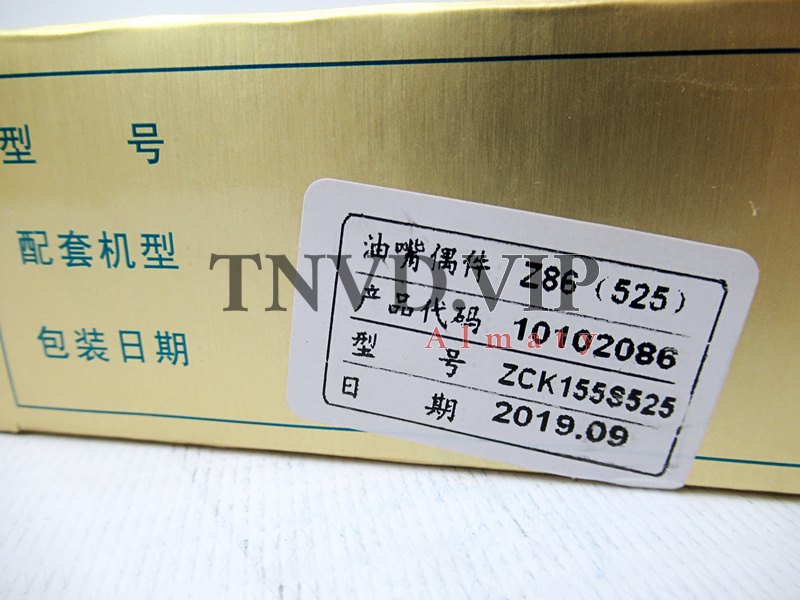 型 号
配套机型
包装日期
油嘴偶件 Z86（525）
产品代码 10102086
型 号 ZCK155S525
日 期 2019.09
TNVD.VIP
Almaty